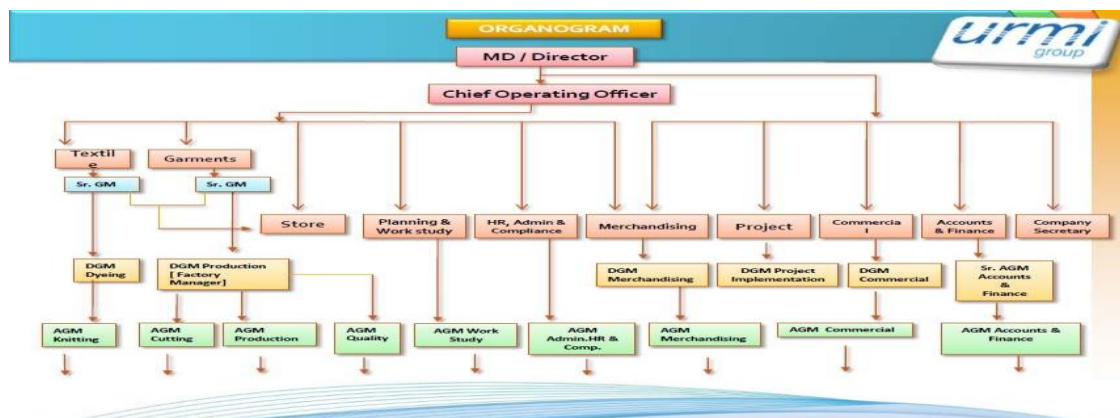 ORGANOGRAM
urmi
group
MD / Director
Chief Operating Officer
Textil
e
Garments
Sr. GM
Sr. GM
Store
Planning &
Work study
HR, Admin &
Compliance
Merchandising
Project
Commercia
l
Accounts
& Finance
Company
Secretary
DGM
Dyeing
DGM Production
[ Factory
Manager]
DGM
Merchandising
DGM Project
Implementation
DGM
Commercial
Sr. AGM
Accounts
&
Finance
AGM
Knitting
AGM
Cutting
AGM
Production
AGM
Quality
AGM Work
Study
AGM
Admin.HR &
Comp.
AGM
Merchandising
AGM Commercial
AGM Accounts &
Finance